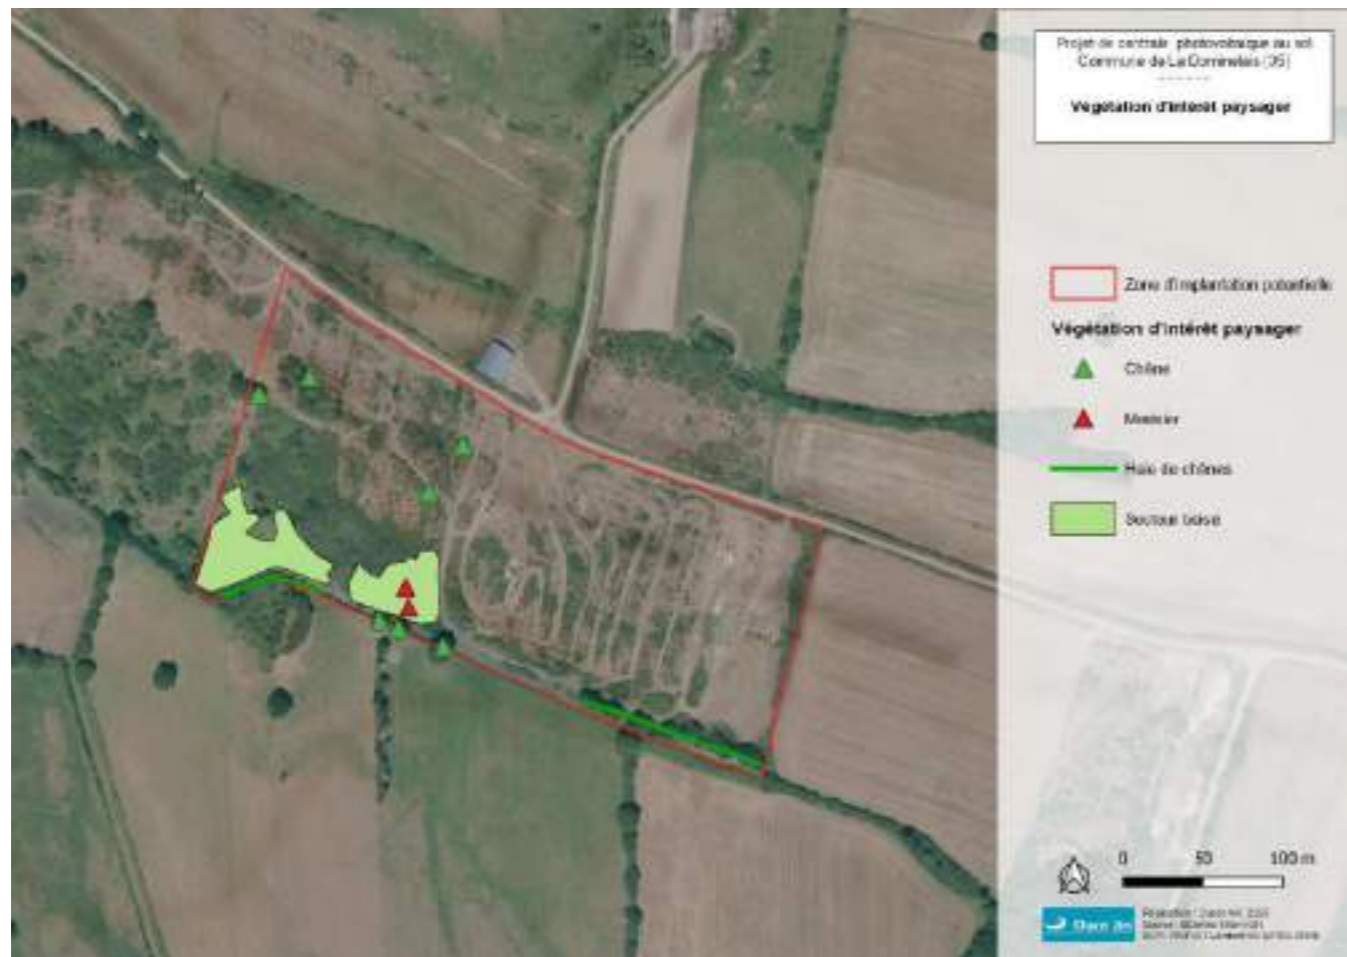 Projet de centrale photovoltaïque au sol
Commune de La Dominelais (35)
-------
Végétation d'intérêt paysager
Zone d'implantation potentielle
Végétation d'intérêt paysager
Chêne
Merisier
Haie de chênes
Secteur boisé
0 50 100 m